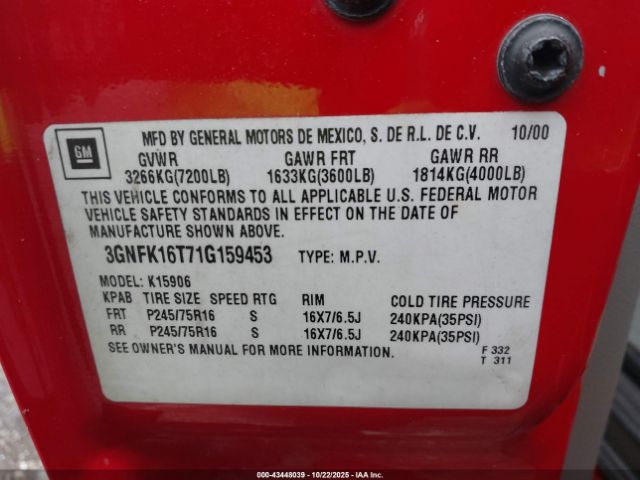 GM
MFD BY GENERAL MOTORS DE MEXICO, S. DE R.L. DE C.V. 10/00
GVWR GAWR FRT GAWR RR
3266KG(7200LB) 1633KG(3600LB) 1814KG(4000LB)
THIS VEHICLE CONFORMS TO ALL APPLICABLE U.S. FEDERAL MOTOR
VEHICLE SAFETY STANDARDS IN EFFECT ON THE DATE OF
MANUFACTURE SHOWN ABOVE.
3GNFK16T71G159453 TYPE: M.P.V.
MODEL: K15906
KPAB TIRE SIZE SPEED RTG RIM COLD TIRE PRESSURE
FRT P245/75R16 S 16X7/6.5J 240KPA(35PSI)
RR P245/75R16 S 16X7/6.5J 240KPA(35PSI)
SEE OWNER'S MANUAL FOR MORE INFORMATION.
F 332
T 311
000-43448039 - 10/22/2025 - IAA Holdings, LLC.